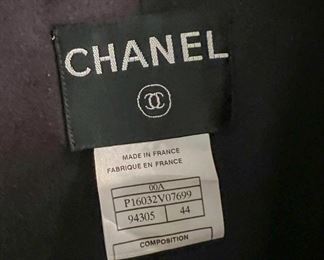 CHANEL
MADE IN FRANCE
FABRIQUE EN FRANCE
00A
P16032V07699
94305 44
COMPOSITION